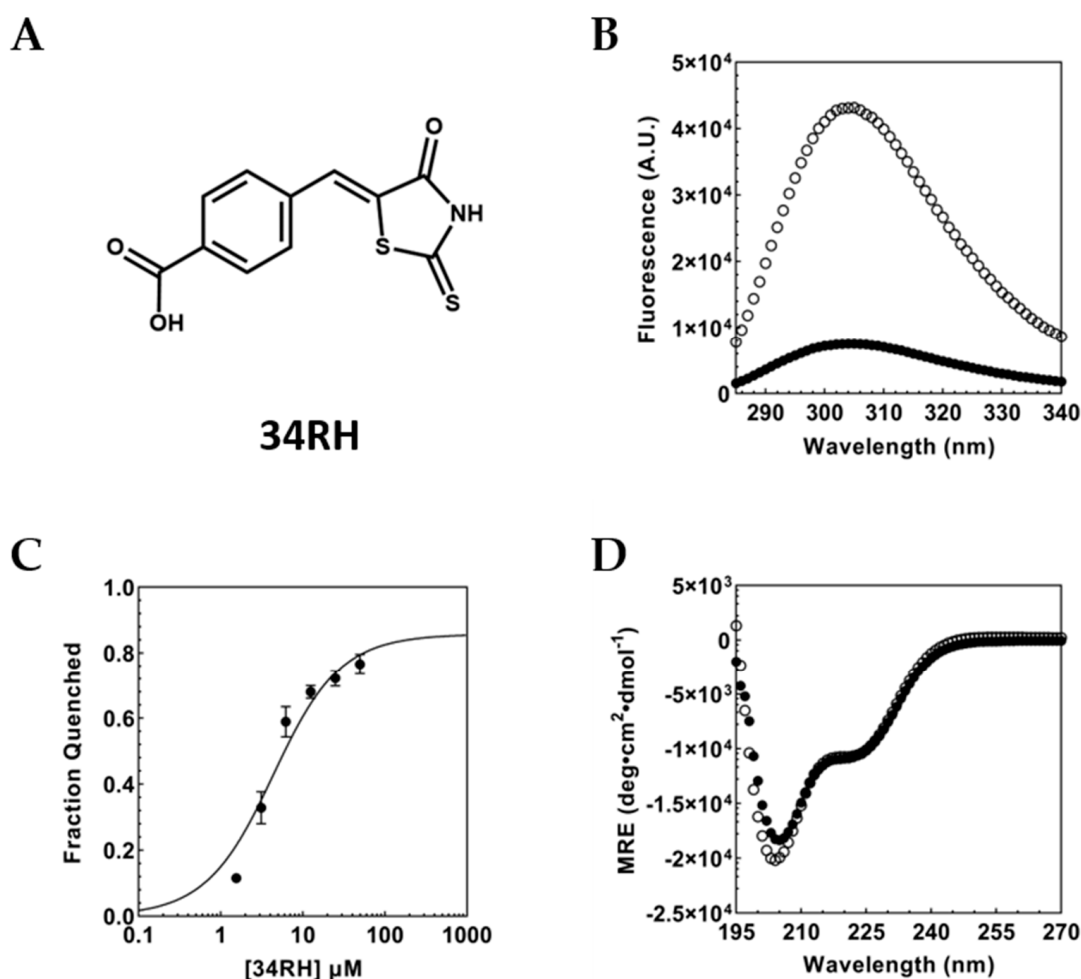 A
O
NH
S
S
O
OH
34RH
B
Fluorescence (A.U.)
5×10⁴
4×10⁴
3×10⁴
2×10⁴
1×10⁴
0
290 300 310 320 330 340
Wavelength (nm)
C
Fraction Quenched
1.0
0.8
0.6
0.4
0.2
0.0
0.1 1 10 100 1000
[34RH] μM
D
MRE (deg•cm²•dmol⁻¹)
5×10³
0
-5×10³
-1×10⁴
-1.5×10⁴
-2×10⁴
-2.5×10⁴
195 210 225 240 255 270
Wavelength (nm)